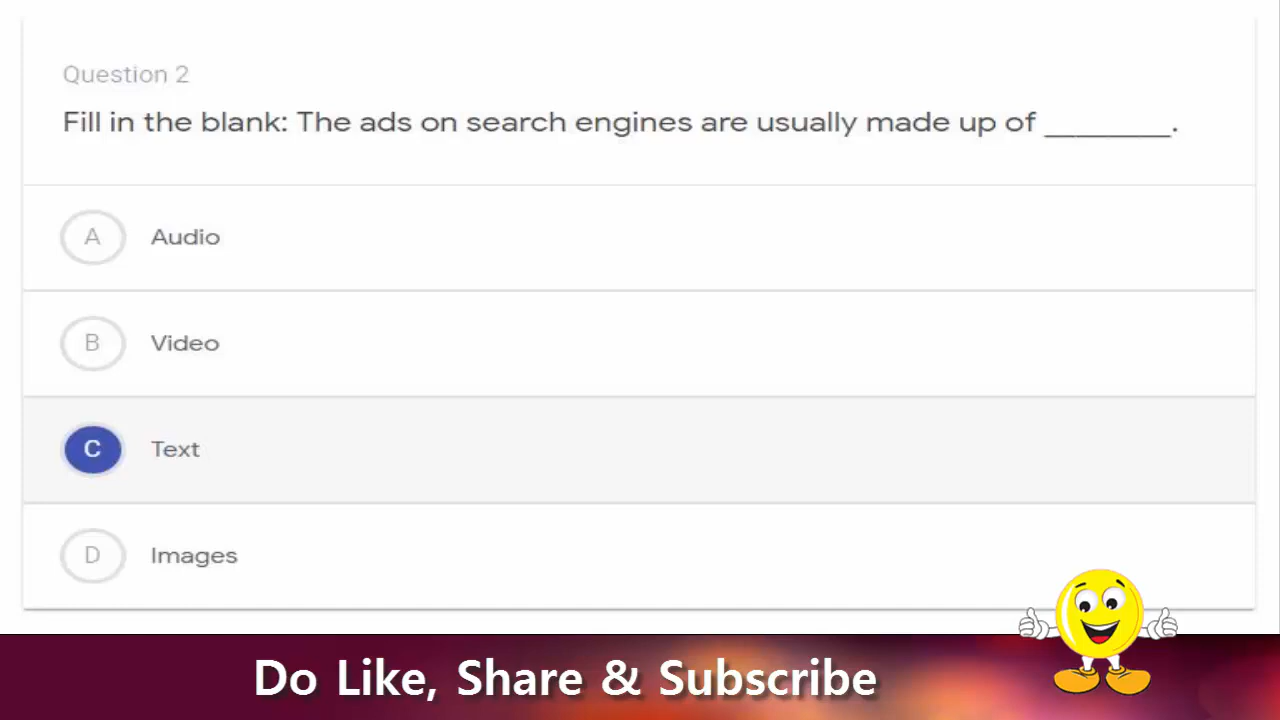 Question 2
Fill in the blank: The ads on search engines are usually made up of ________.
A Audio
B Video
C Text
D Images
Do Like, Share & Subscribe